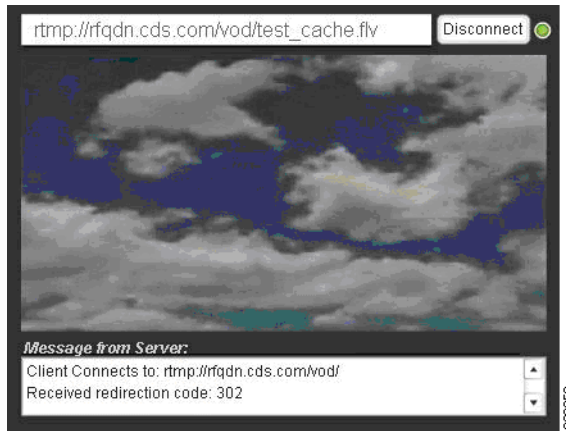 rtmp://rfqdn.cds.com/vod/test_cache.flv
Disconnect
Message from Server:
Client Connects to: rtmp://rfqdn.cds.com/vod/
Received redirection code: 302